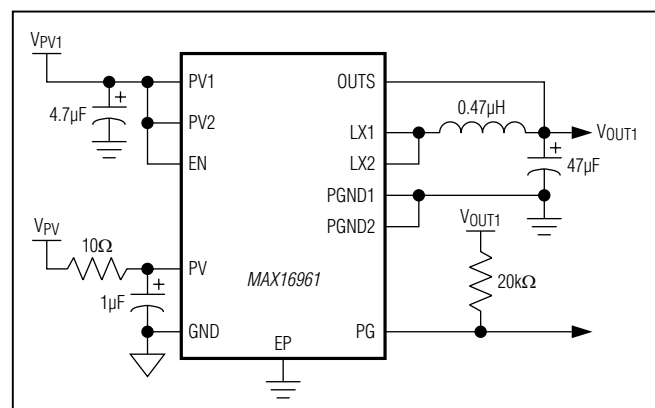 VPV1
PV1
OUTS
4.7µF
0.47µH
PV2
LX1
VOUT1
EN
LX2
47µF
PGND1
VPV
PGND2
VOUT1
10Ω
PV
MAX16961
20kΩ
1µF
GND
PG
EP